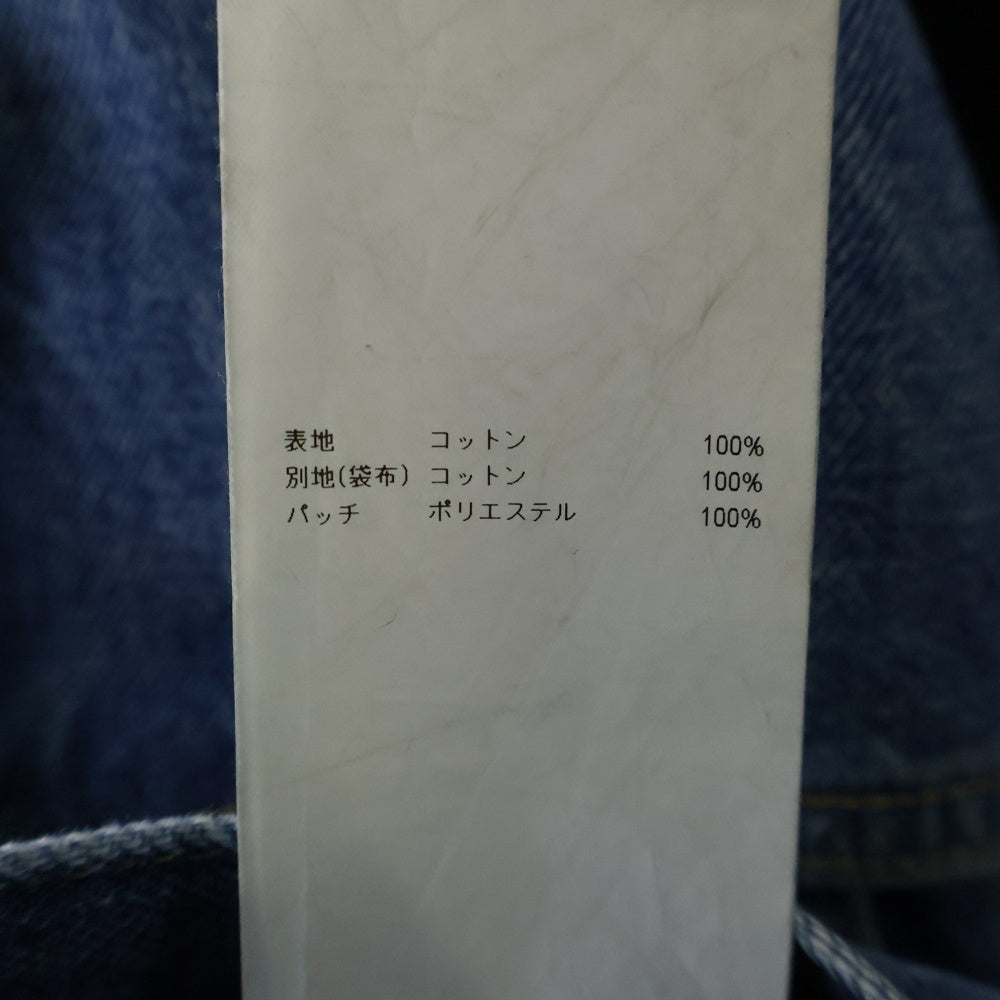 表地 コットン 100%
別地(袋布) コットン 100%
パッチ ポリエステル 100%